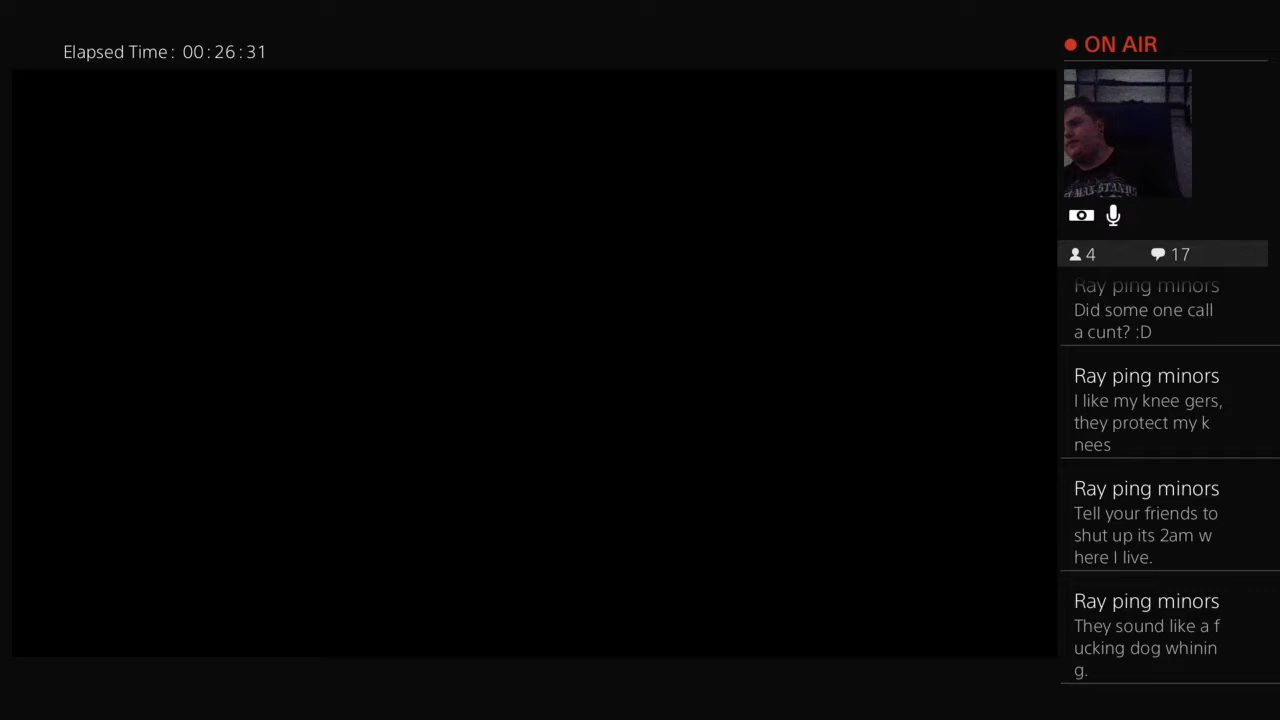 Elapsed Time: 00:26:31
ON AIR
4 17
Ray ping minors
Did some one call
a cunt? :D
Ray ping minors
I like my knee gers,
they protect my k
nees
Ray ping minors
Tell your friends to
shut up its 2am w
here I live.
Ray ping minors
They sound like a f
ucking dog whinin
g.